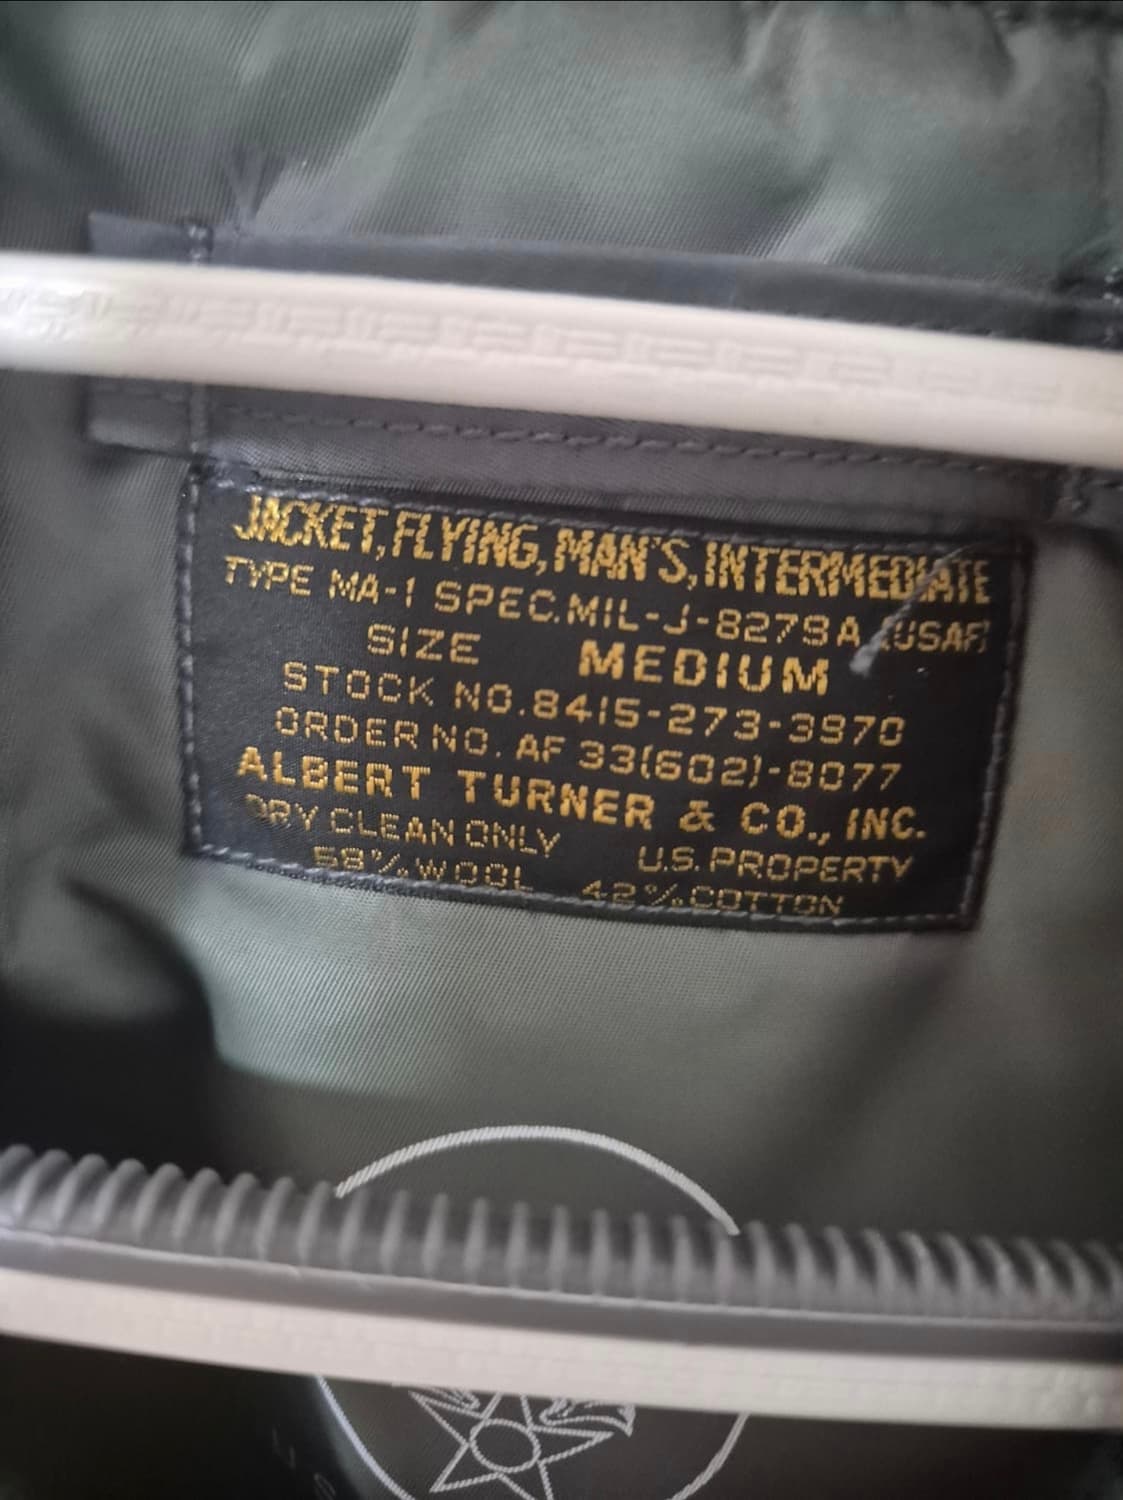 JACKET, FLYING, MAN'S, INTERMEDIATE
TYPE MA-1 SPEC. MIL-J-8279A (USAF)
SIZE MEDIUM
STOCK NO. 8415-273-3970
ORDER NO. AF 33(602)-8077
ALBERT TURNER & CO., INC.
DRY CLEAN ONLY U.S. PROPERTY
58% WOOL 42% COTTON